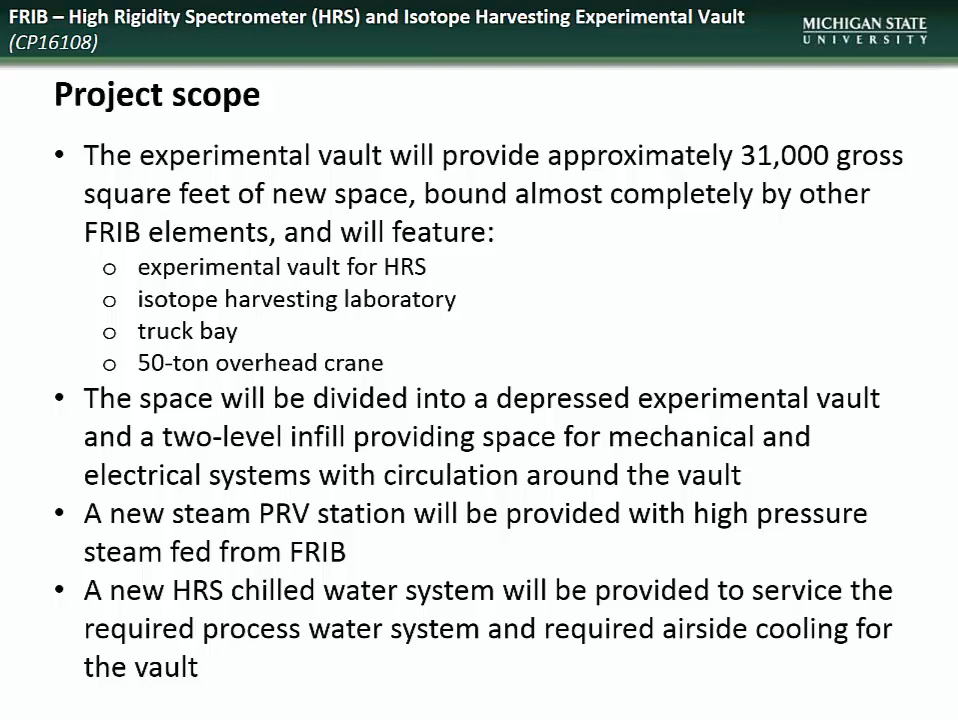 FRIB – High Rigidity Spectrometer (HRS) and Isotope Harvesting Experimental Vault
(CP16108)
MICHIGAN STATE
UNIVERSITY
Project scope
• The experimental vault will provide approximately 31,000 gross
square feet of new space, bound almost completely by other
FRIB elements, and will feature:
o experimental vault for HRS
o isotope harvesting laboratory
o truck bay
o 50-ton overhead crane
• The space will be divided into a depressed experimental vault
and a two-level infill providing space for mechanical and
electrical systems with circulation around the vault
• A new steam PRV station will be provided with high pressure
steam fed from FRIB
• A new HRS chilled water system will be provided to service the
required process water system and required airside cooling for
the vault